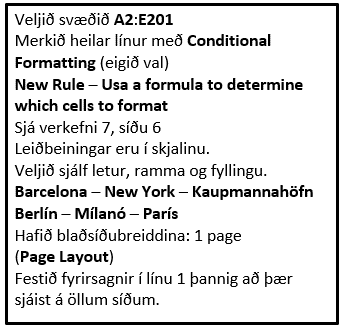 Veljið svæðið A2:E201
Merkið heilar línur með Conditional
Formatting (eigið val)
New Rule – Usa a formula to determine
which cells to format
Sjá verkefni 7, síðu 6
Leiðbeiningar eru í skjalinu.
Veljið sjálf letur, ramma og fyllingu.
Barcelona – New York – Kaupmannahöfn
Berlín – Mílanó – París
Hafið blaðsíðubreiddina: 1 page
(Page Layout)
Festið fyrirsagnir í línu 1 þannig að þær
sjáist á öllum síðum.